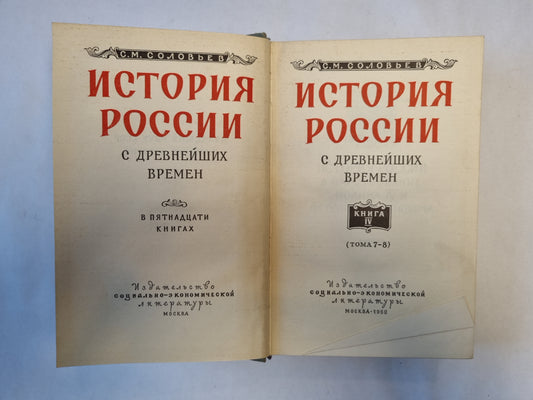 С. М. СОЛОВЬЕВ
ИСТОРИЯ
РОССИИ
С ДРЕВНЕЙШИХ
ВРЕМЕН
В ПЯТНАДЦАТИ
КНИГАХ
Издательство
социально-экономической
литературы
МОСКВА
С. М. СОЛОВЬЕВ
ИСТОРИЯ
РОССИИ
С ДРЕВНЕЙШИХ
ВРЕМЕН
КНИГА
IV
(ТОМА 7-8)
Издательство
социально-экономической
литературы
МОСКВА-1960